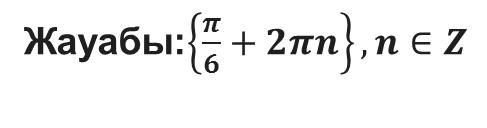 Жауабы: {π/6 + 2πn}, n ∈ Z